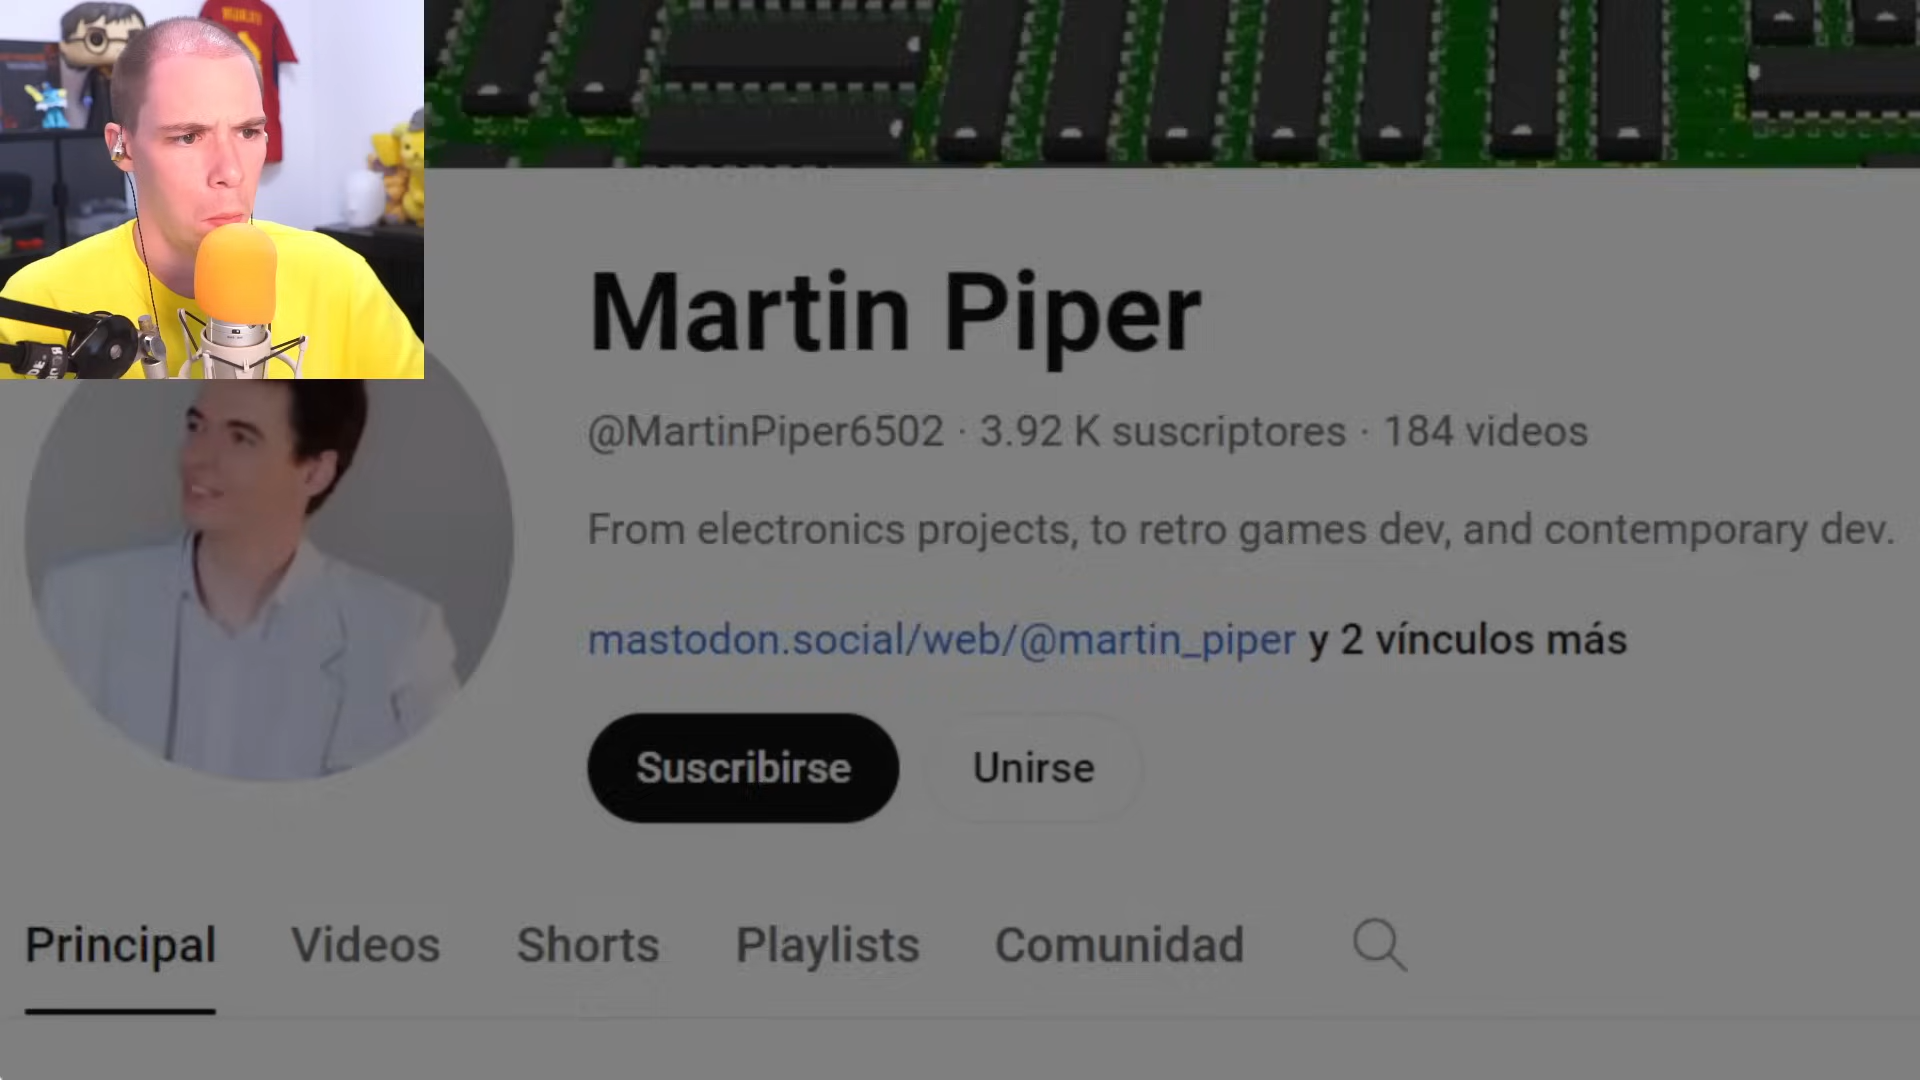 Martin Piper
@MartinPiper6502 · 3.92 K suscriptores · 184 videos
From electronics projects, to retro games dev, and contemporary dev.
mastodon.social/web/@martin_piper y 2 vínculos más
Suscribirse
Unirse
Principal
Videos
Shorts
Playlists
Comunidad